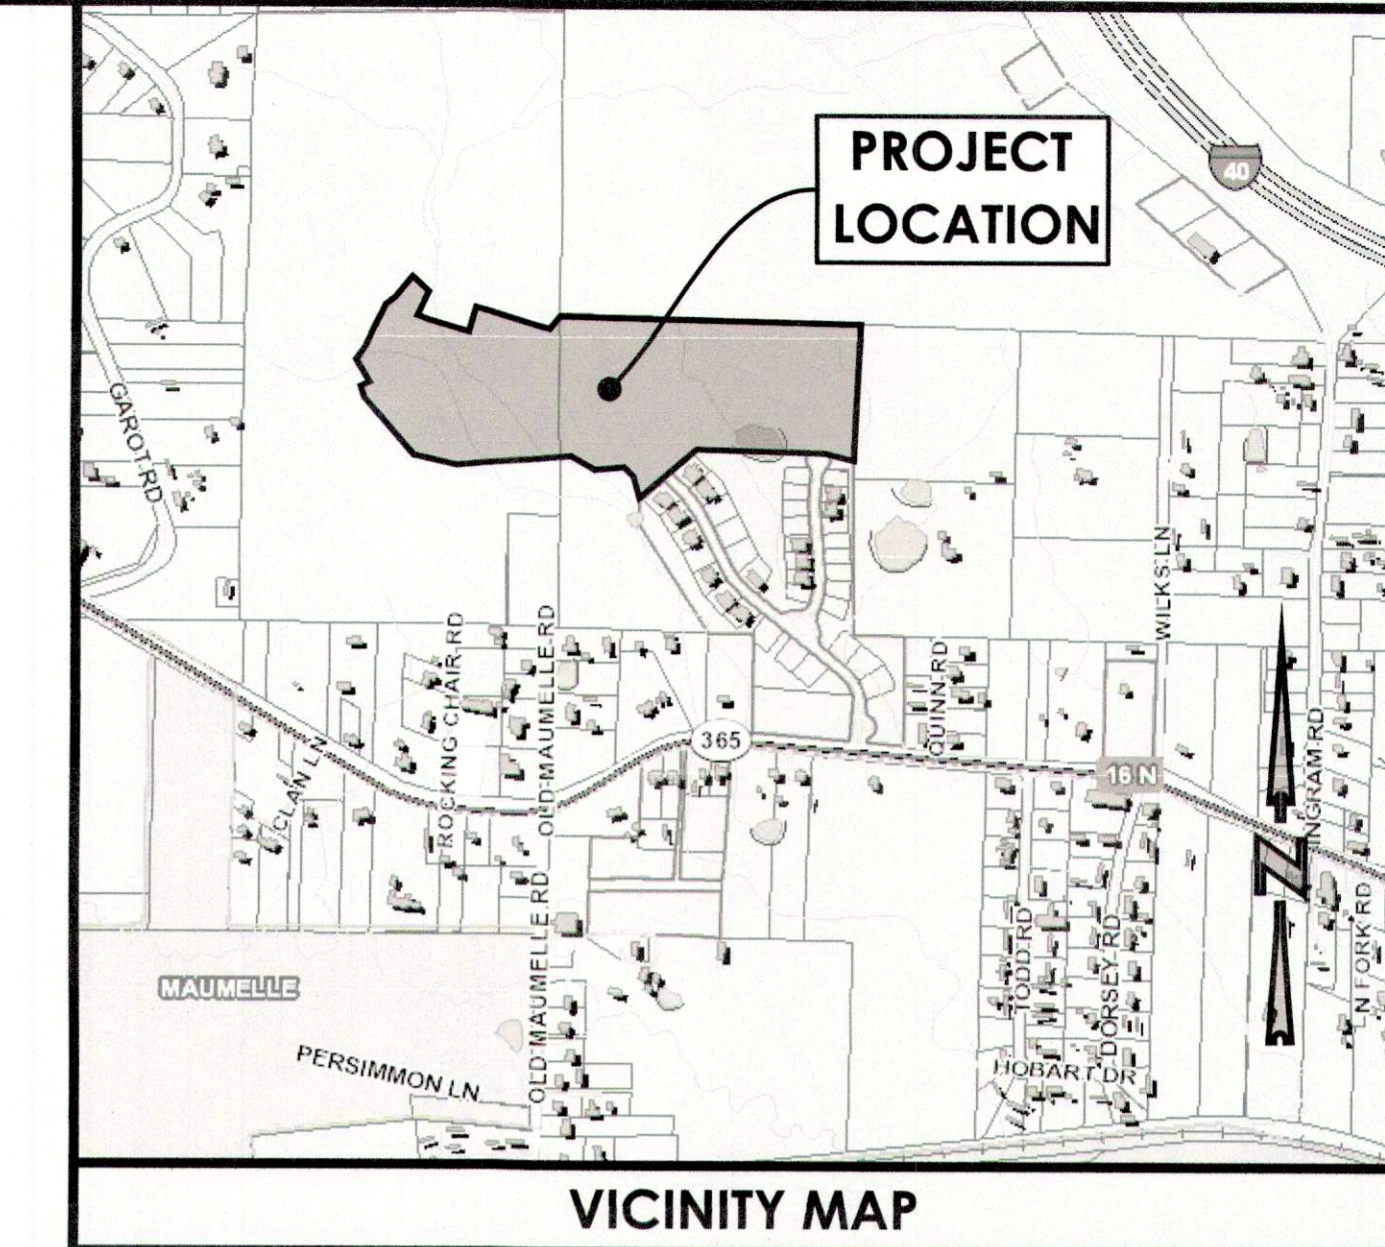 PROJECT
LOCATION
40
GAROT RD
ROCKING CHAIR RD
OLD MAUMELLE RD
WILKS LN
QUINN RD
365
16 N
CLAN LN
INGRAM RD
N
OLD MAUMELLE RD
TODD RD
DORSEY RD
N FORK RD
MAUMELLE
PERSIMMON LN
HOBART DR
VICINITY MAP